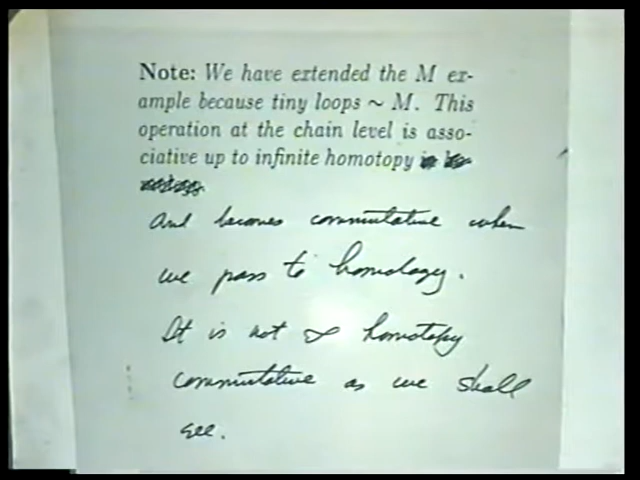 Note: We have extended the M ex-
ample because tiny loops ~ M. This
operation at the chain level is asso-
ciative up to infinite homotopy
And becomes commutative when
we pass to homology.
It is not ∞ homotopy
commutative as we shall
see.